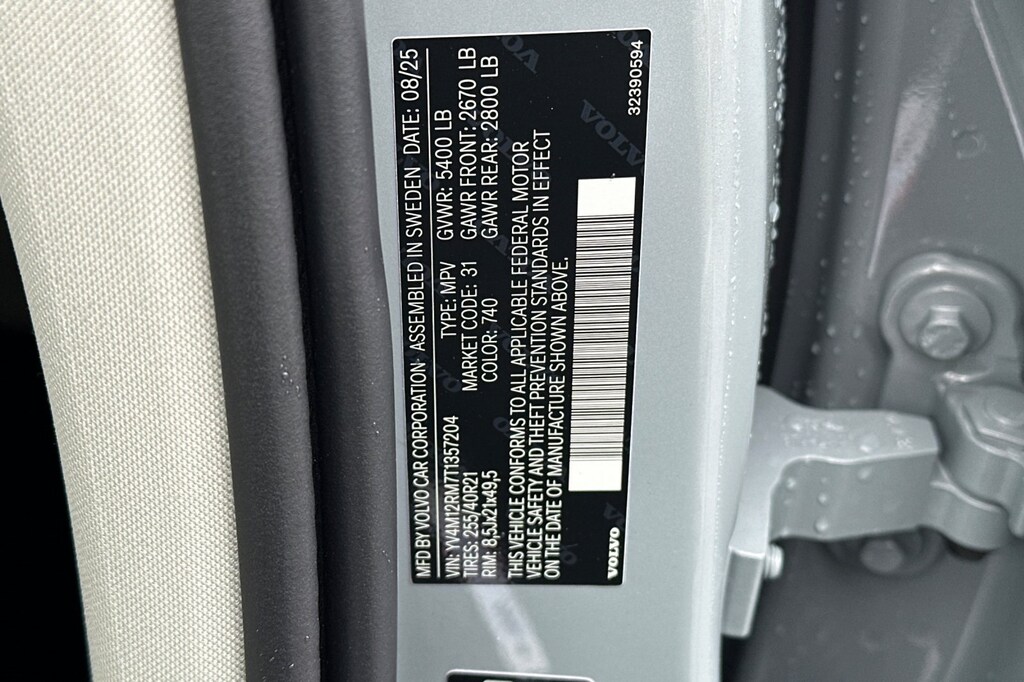 MFD BY VOLVO CAR CORPORATION ASSEMBLED IN SWEDEN DATE: 08/25
VIN: YV4M12RM7T1357204 TYPE: MPV GVWR: 5400 LB
TIRES: 255/40R21 MARKET CODE: 31 GAWR FRONT: 2670 LB
RIM: 8,5Jx21x49,5 COLOR: 740 GAWR REAR: 2800 LB
THIS VEHICLE CONFORMS TO ALL APPLICABLE FEDERAL MOTOR
VEHICLE SAFETY AND THEFT PREVENTION STANDARDS IN EFFECT
ON THE DATE OF MANUFACTURE SHOWN ABOVE.
VOLVO 32390594